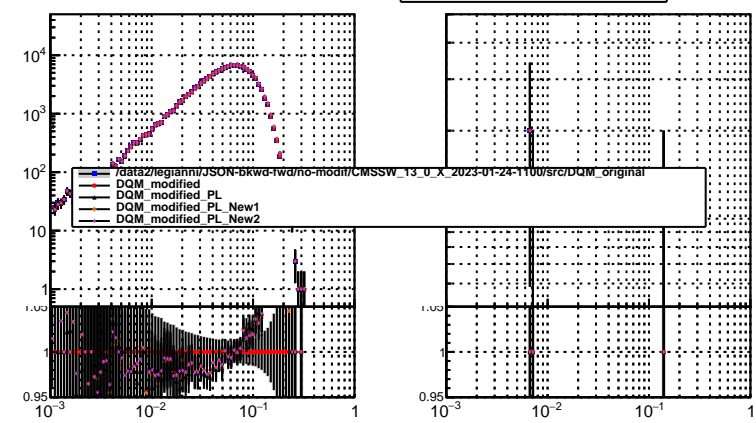 10⁴
10³
10²
/data2/legianni/JSON-bkwd-fwd/no-modif/CMSSW_13_0_X_2023-01-24-1100/src/DQM_original
DQM_modified
DQM_modified_PL
DQM_modified_PL_New1
DQM_modified_PL_New2
10
1
1.05 1.05
1 1
0.95 0.95
10⁻³ 10⁻² 10⁻¹ 1 10⁻³ 10⁻² 10⁻¹ 1